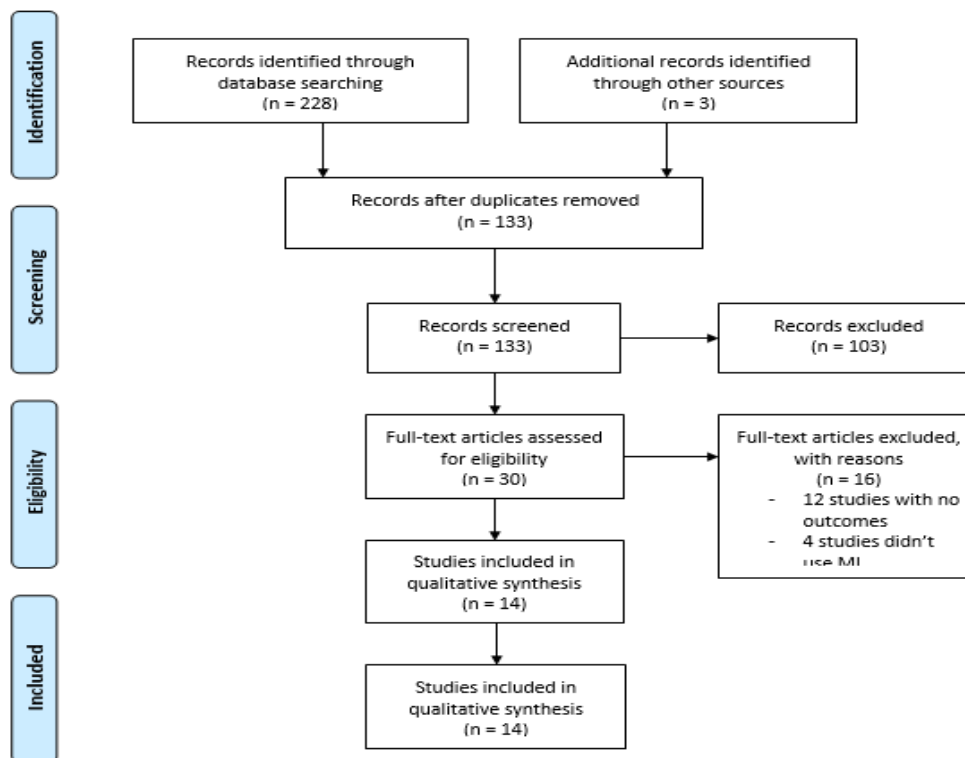 Identification
Records identified through
database searching
(n = 228)
Additional records identified
through other sources
(n = 3)
Records after duplicates removed
(n = 133)
Screening
Records screened
(n = 133)
Records excluded
(n = 103)
Eligibility
Full-text articles assessed
for eligibility
(n = 30)
Full-text articles excluded,
with reasons
(n = 16)
- 12 studies with no
outcomes
- 4 studies didn't
use
Studies included in
qualitative synthesis
(n = 14)
Included
Studies included in
qualitative synthesis
(n = 14)